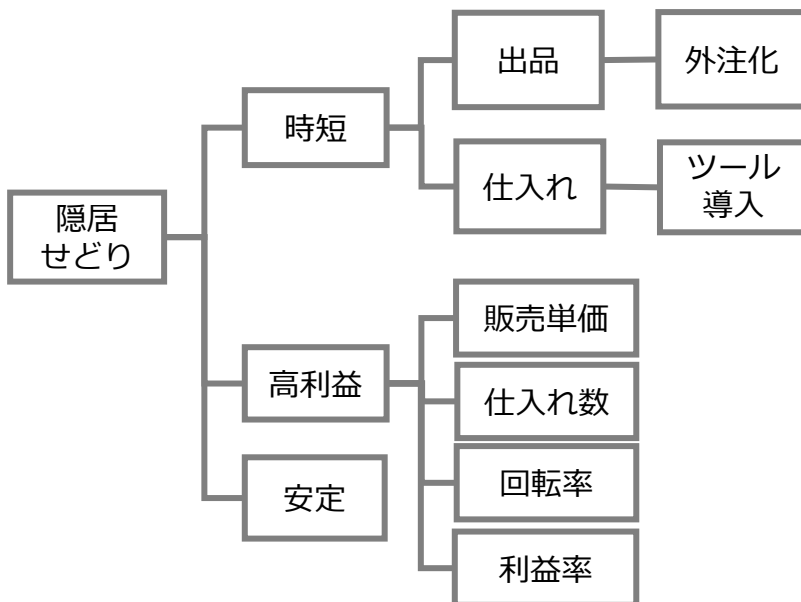 隠居
せどり
時短
出品
外注化
仕入れ
ツール
導入
高利益
販売単価
仕入れ数
回転率
利益率
安定